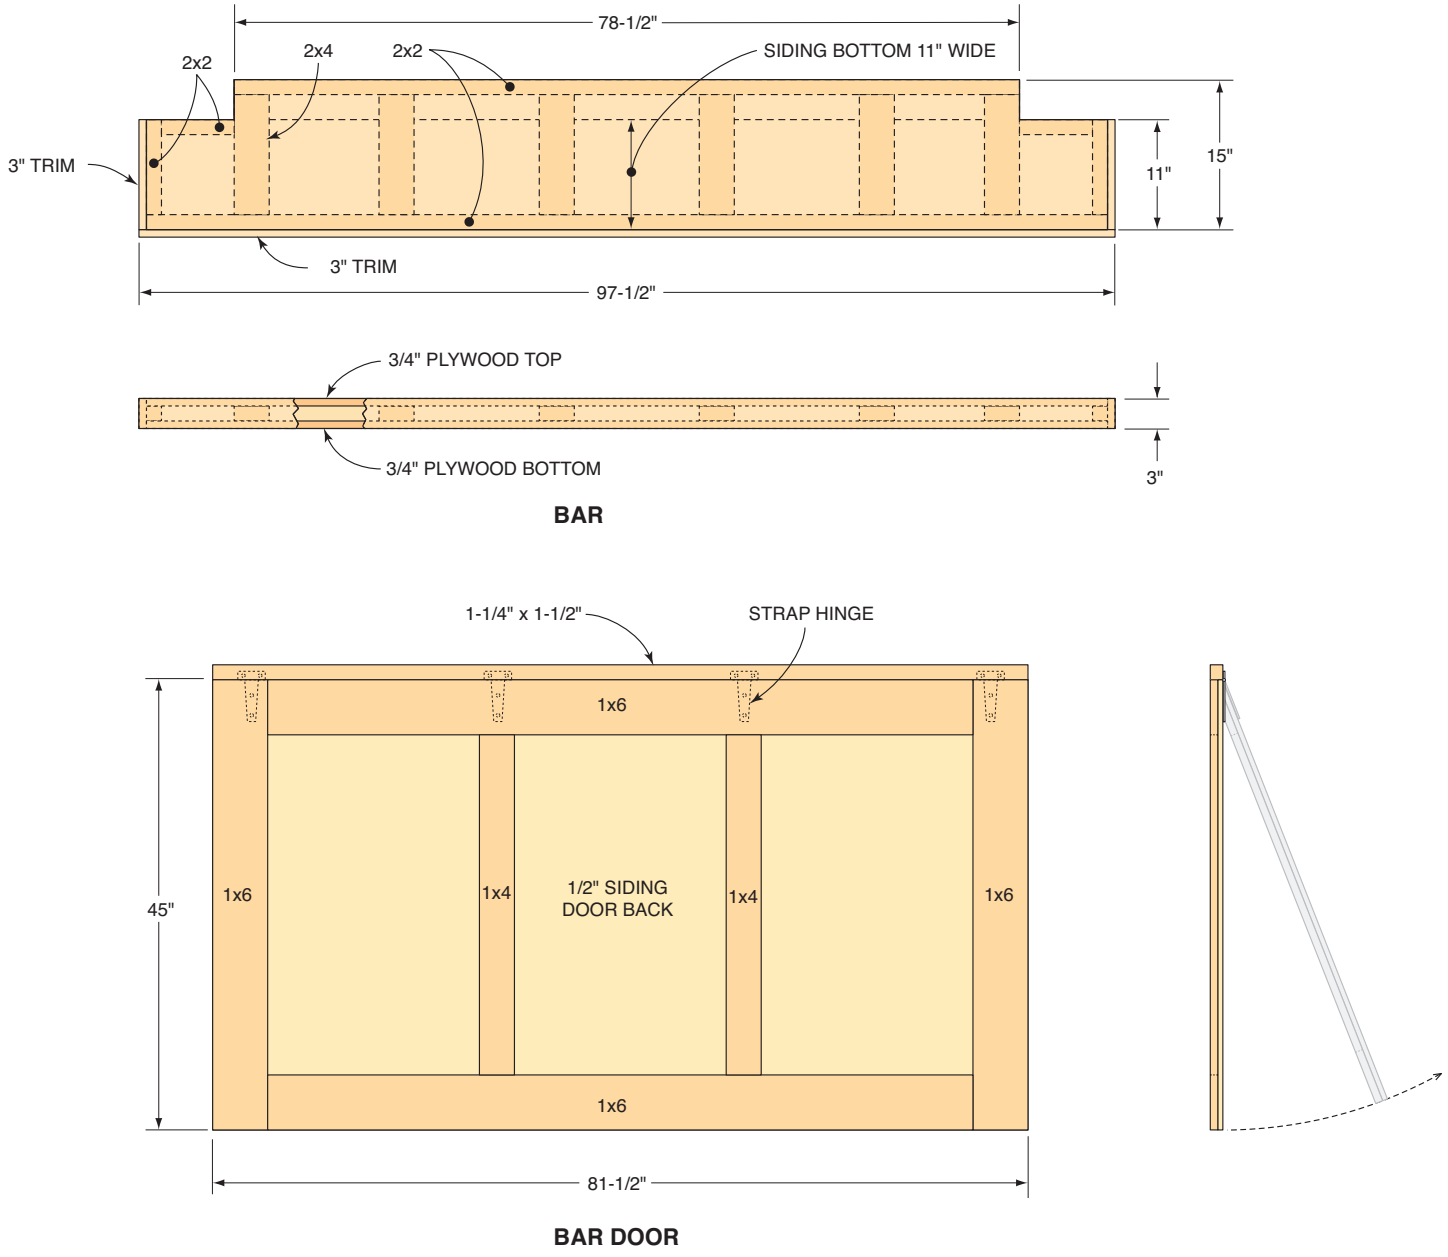 78-1/2"
2x2
2x4
2x2
SIDING BOTTOM 11" WIDE
3" TRIM
11"
15"
3" TRIM
97-1/2"
3/4" PLYWOOD TOP
3/4" PLYWOOD BOTTOM
3"
BAR
1-1/4" x 1-1/2"
STRAP HINGE
1x6
45"
1x6
1x4
1/2" SIDING
DOOR BACK
1x4
1x6
1x6
81-1/2"
BAR DOOR